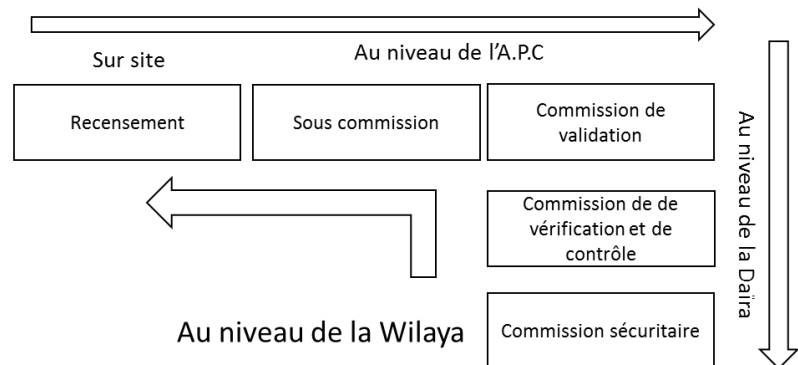 Sur site
Au niveau de l'A.P.C
Recensement
Sous commission
Commission de
validation
Au niveau de la Daïra
Commission de de
vérification et de
contrôle
Au niveau de la Wilaya
Commission sécuritaire